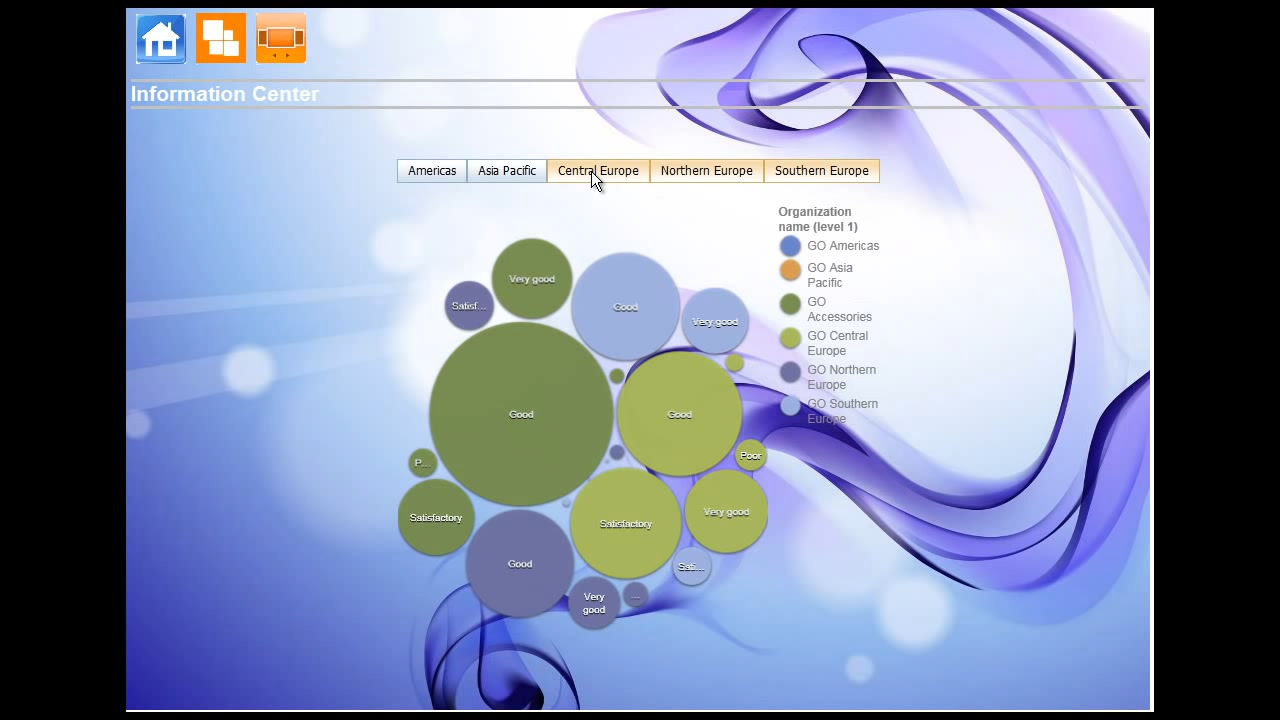 Information Center
Americas
Asia Pacific
Central Europe
Northern Europe
Southern Europe
Organization
name (level 1)
GO Americas
GO Asia
Pacific
GO
Accessories
GO Central
Europe
GO Northern
Europe
GO Southern
Europe
Very good
Satisf...
Good
Very good
Good
Good
P...
Poor
Satisfactory
Very good
Satisfactory
Good
Sati...
Very
good
...